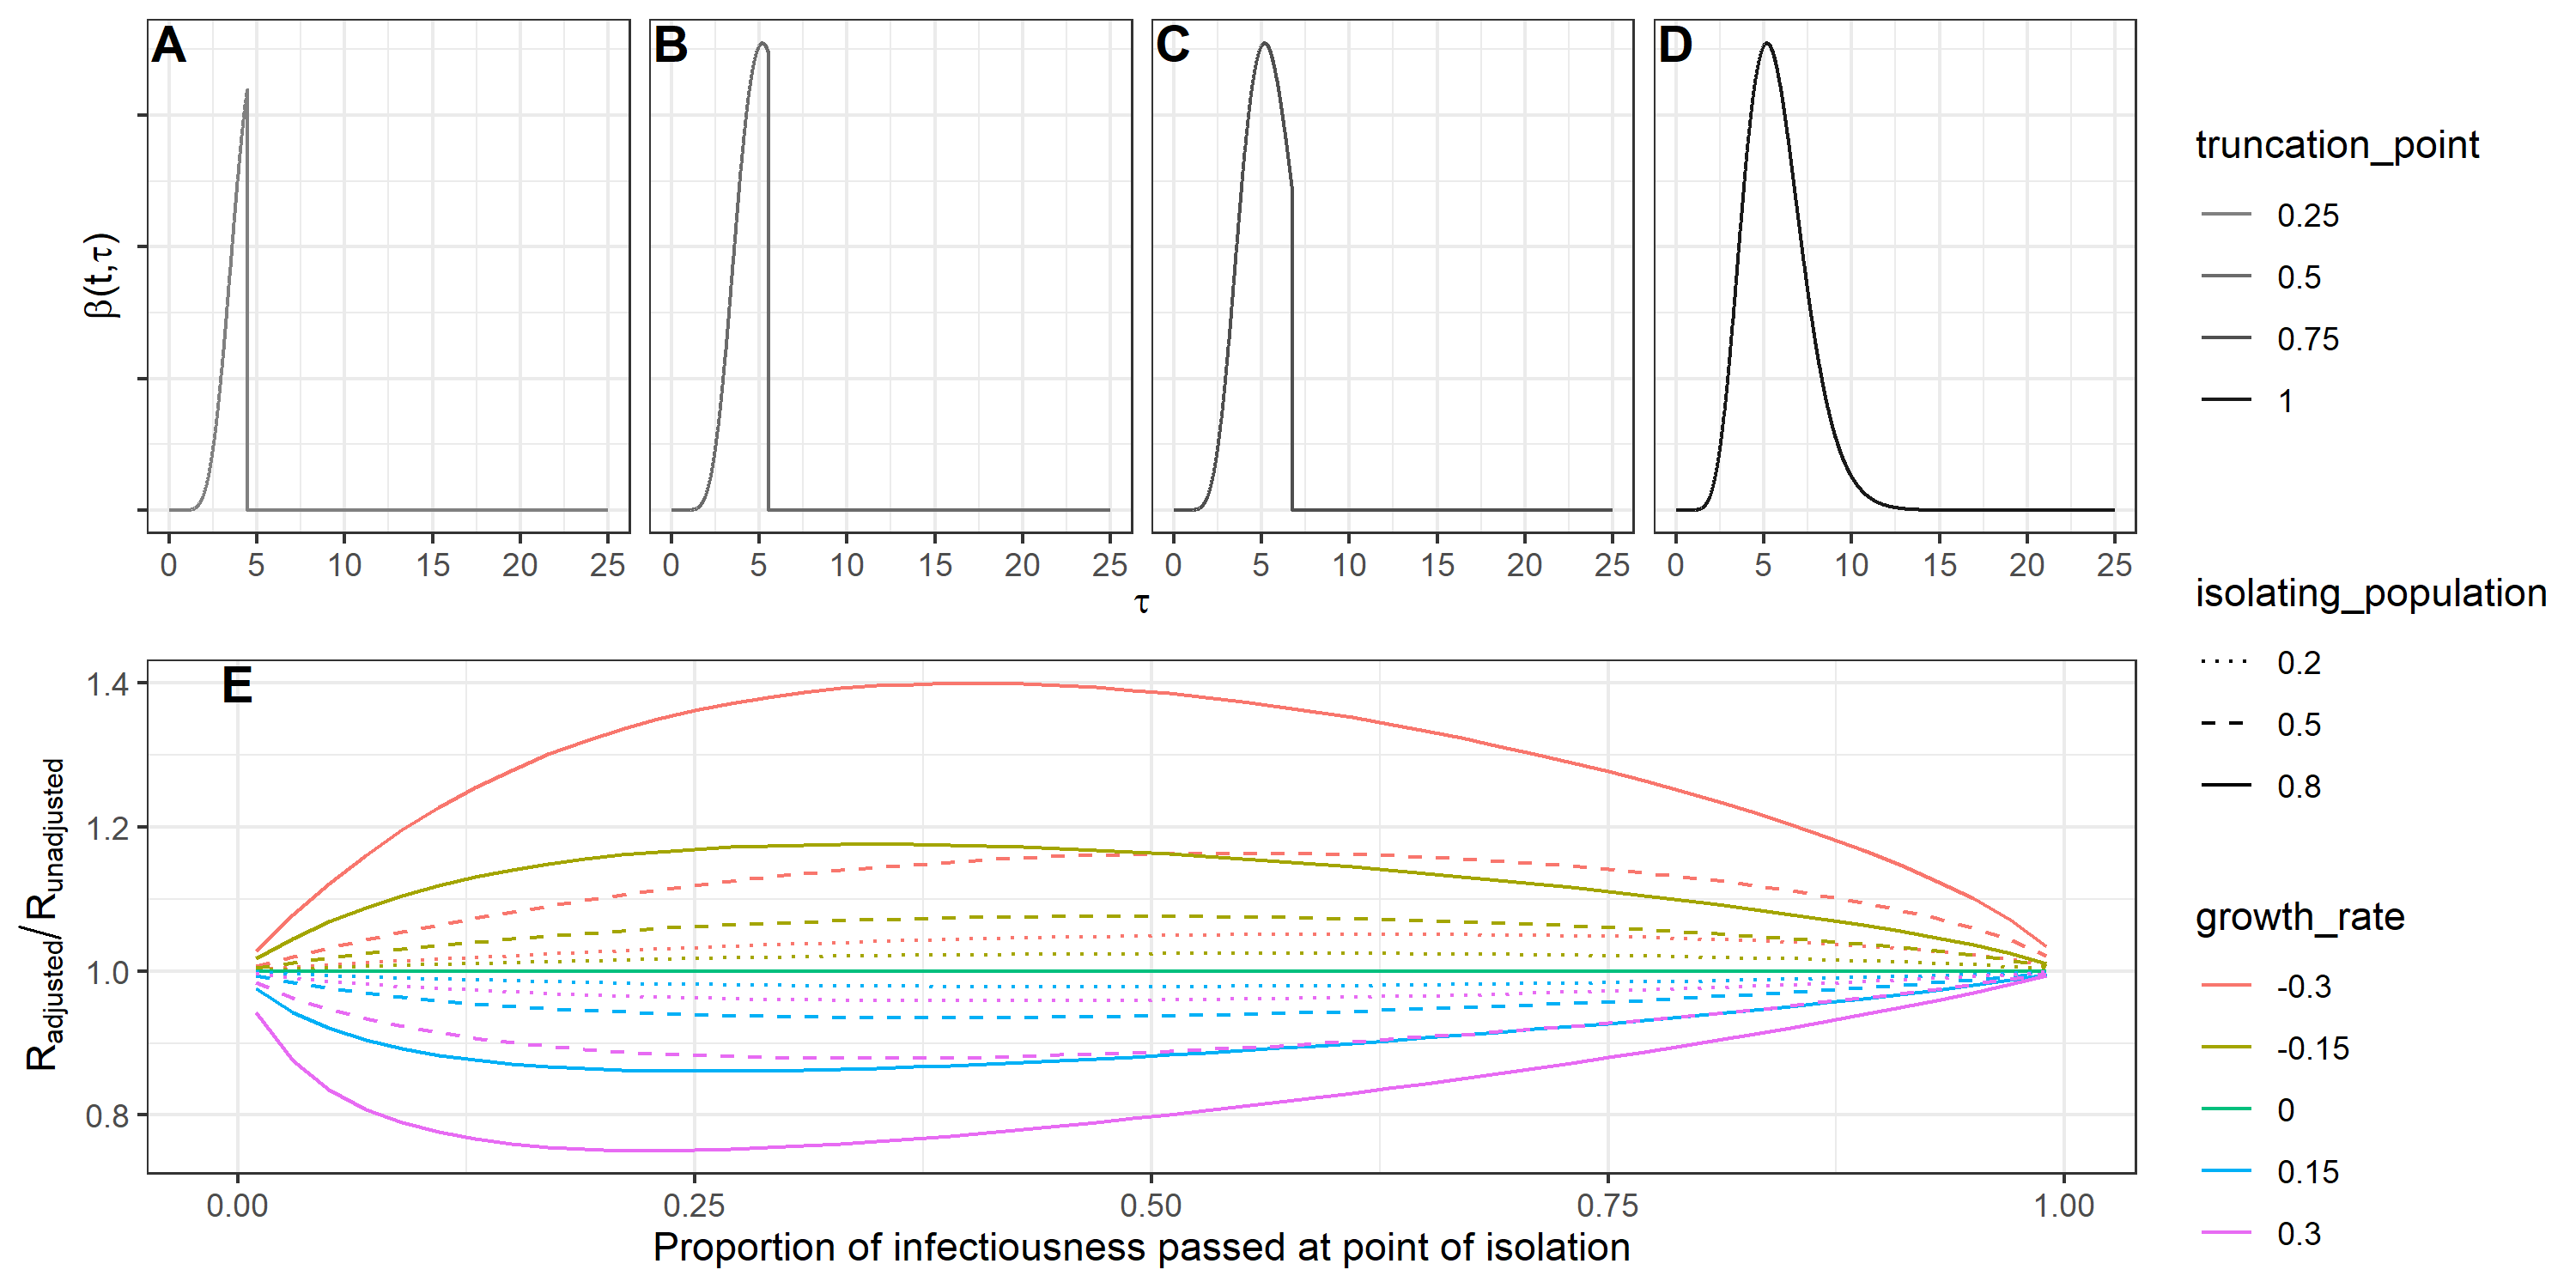 A B C D
β(t,τ)
0 5 10 15 20 25 0 5 10 15 20 25 0 5 10 15 20 25 0 5 10 15 20 25
τ
E
1.4
1.2
1.0
0.8
Radjusted/Runadjusted
0.00 0.25 0.50 0.75 1.00
Proportion of infectiousness passed at point of isolation
truncation_point
0.25
0.5
0.75
1
isolating_population
0.2
0.5
0.8
growth_rate
-0.3
-0.15
0
0.15
0.3